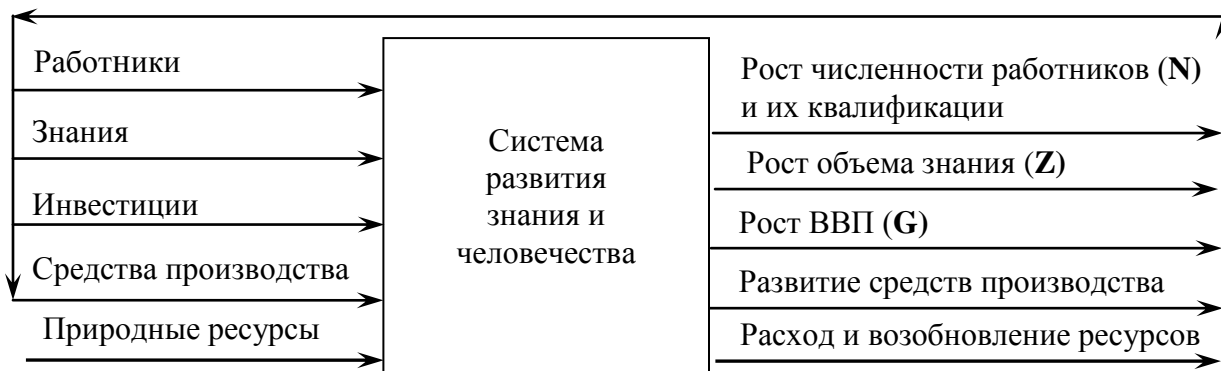 Работники
Знания
Инвестиции
Средства производства
Природные ресурсы
Система
развития
знания и
человечества
Рост численности работников (N)
и их квалификации
Рост объема знания (Z)
Рост ВВП (G)
Развитие средств производства
Расход и возобновление ресурсов